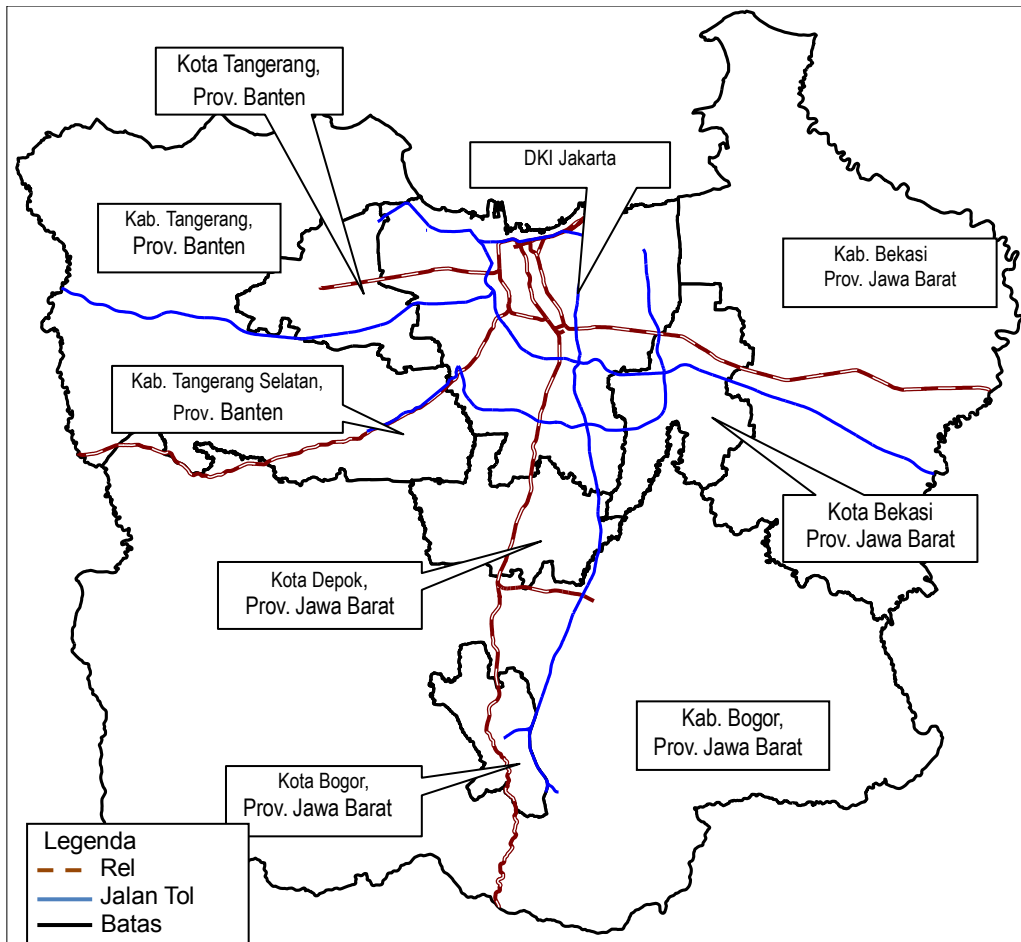 Kota Tangerang,
Prov. Banten
DKI Jakarta
Kab. Tangerang,
Prov. Banten
Kab. Bekasi
Prov. Jawa Barat
Kab. Tangerang Selatan,
Prov. Banten
Kota Bekasi
Prov. Jawa Barat
Kota Depok,
Prov. Jawa Barat
Kab. Bogor,
Prov. Jawa Barat
Kota Bogor,
Prov. Jawa Barat
Legenda
Rel
Jalan Tol
Batas